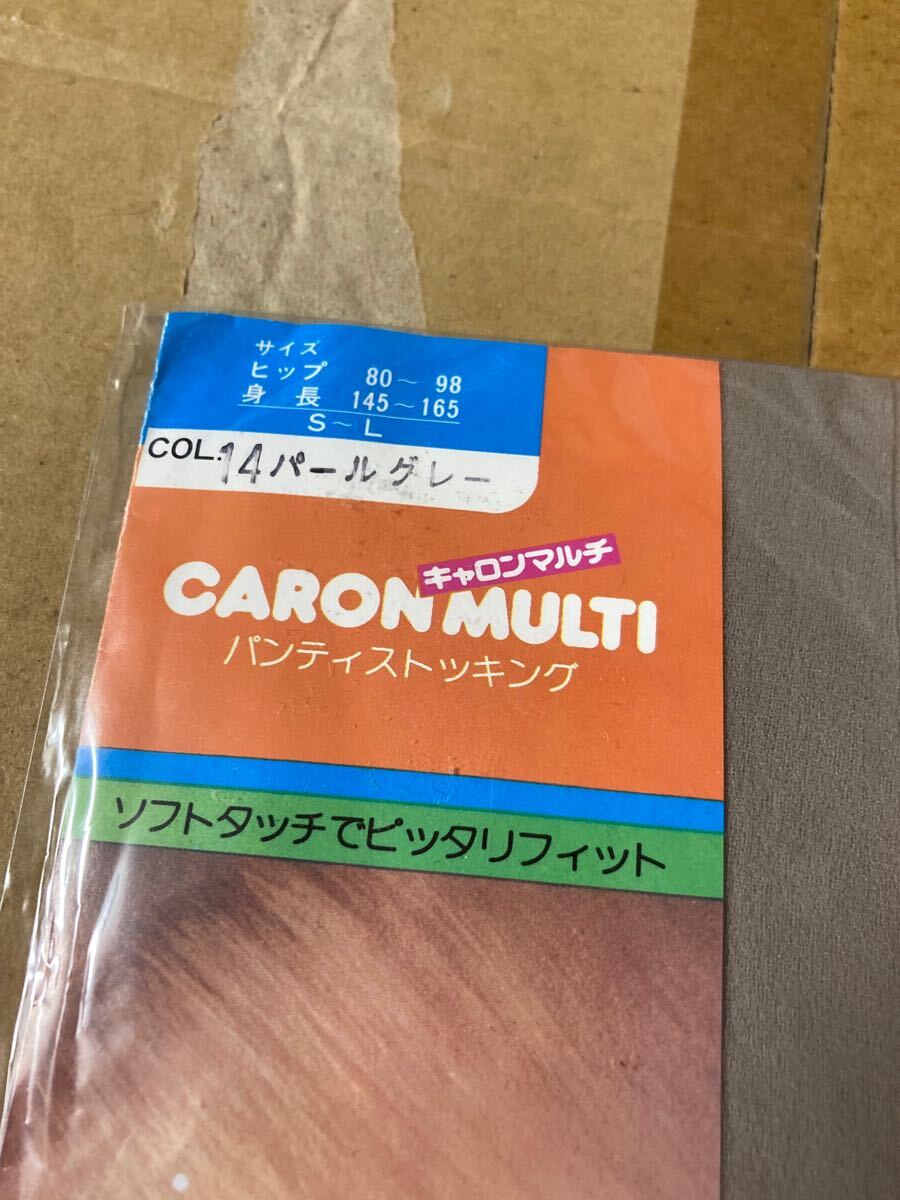 サイズ
ヒップ 80〜98
身長 145〜165
S〜L
COL. 14パールグレー
キャロンマルチ
CARON MULTI
パンティストッキング
ソフトタッチでピッタリフィット